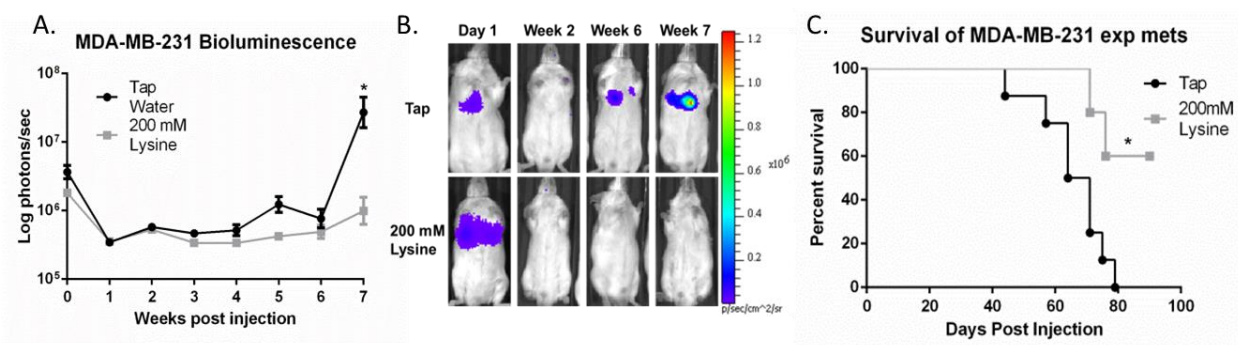 A.
MDA-MB-231 Bioluminescence
Log photons/sec
10^8
10^7
10^6
10^5
Tap
Water
200 mM
Lysine
*
0 1 2 3 4 5 6 7
Weeks post injection
B.
Day 1 Week 2 Week 6 Week 7
Tap
200 mM
Lysine
1.2
1.0
0.8
x10^6
0.6
0.4
0.2
p/sec/cm^2/sr
C.
Survival of MDA-MB-231 exp mets
Percent survival
100
80
60
40
20
0
Tap
200mM
Lysine
*
0 20 40 60 80 100
Days Post Injection